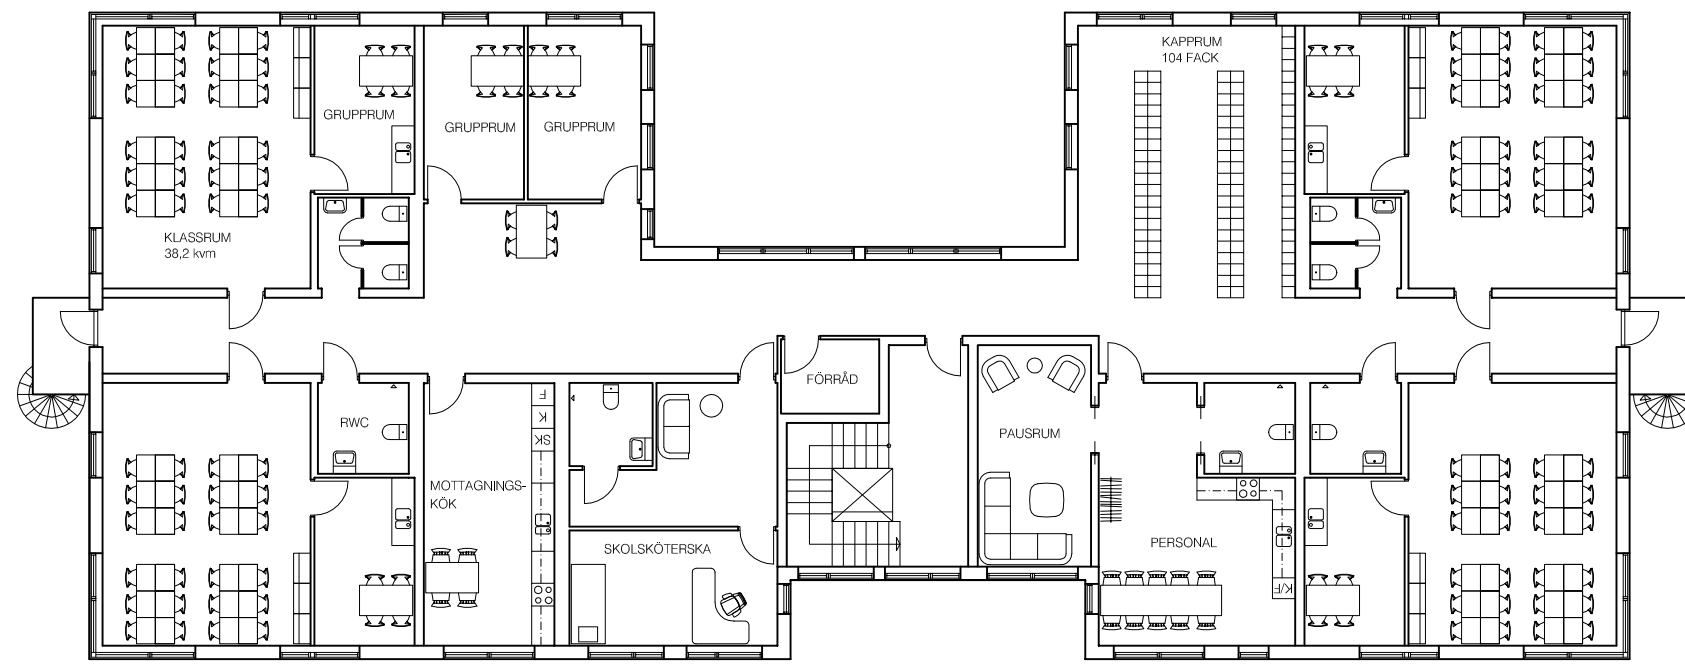 KAPPRUM
104 FACK
GRUPPRUM
GRUPPRUM
GRUPPRUM
KLASSRUM
38,2 kvm
FÖRRÅD
F
K
SK
RWC
PAUSRUM
MOTTAGNINGS-
KÖK
SKOLSKÖTERSKA
PERSONAL
K/F